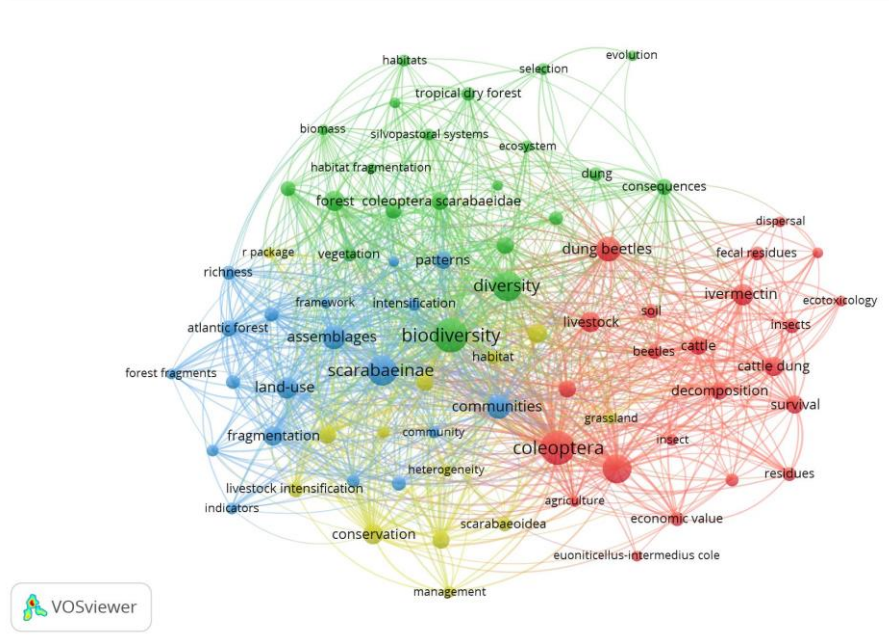 evolution
habitats
selection
tropical dry forest
biomass
silvopastoral systems
ecosystem
habitat fragmentation
dung
consequences
forest
coleoptera scarabaeidae
dispersal
dung beetles
r package
vegetation
patterns
fecal residues
richness
diversity
ivermectin
framework
intensification
ecotoxicology
soil
livestock
insects
atlantic forest
assemblages
biodiversity
cattle
beetles
habitat
forest fragments
scarabaeinae
cattle dung
land-use
decomposition
communities
survival
grassland
fragmentation
community
insect
coleoptera
heterogeneity
residues
livestock intensification
agriculture
indicators
economic value
scarabaeoidea
conservation
euoniticellus-intermedius cole
management
VOSviewer